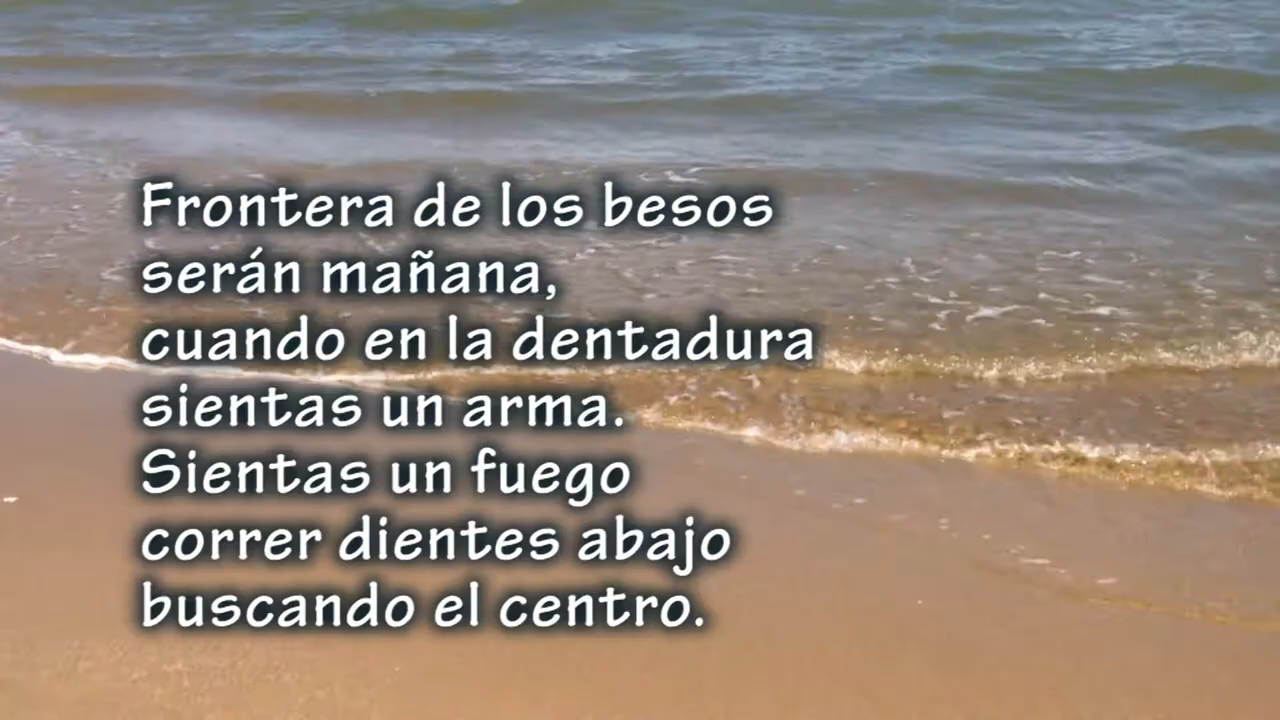 Frontera de los besos
serán mañana,
cuando en la dentadura
sientas un arma.
Sientas un fuego
correr dientes abajo
buscando el centro.